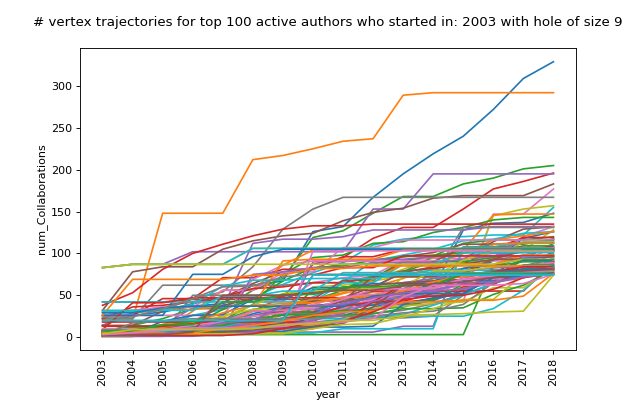 # vertex trajectories for top 100 active authors who started in: 2003 with hole of size 9
num_Collaborations
300
250
200
150
100
50
0
2003 2004 2005 2006 2007 2008 2009 2010 2011 2012 2013 2014 2015 2016 2017 2018
year